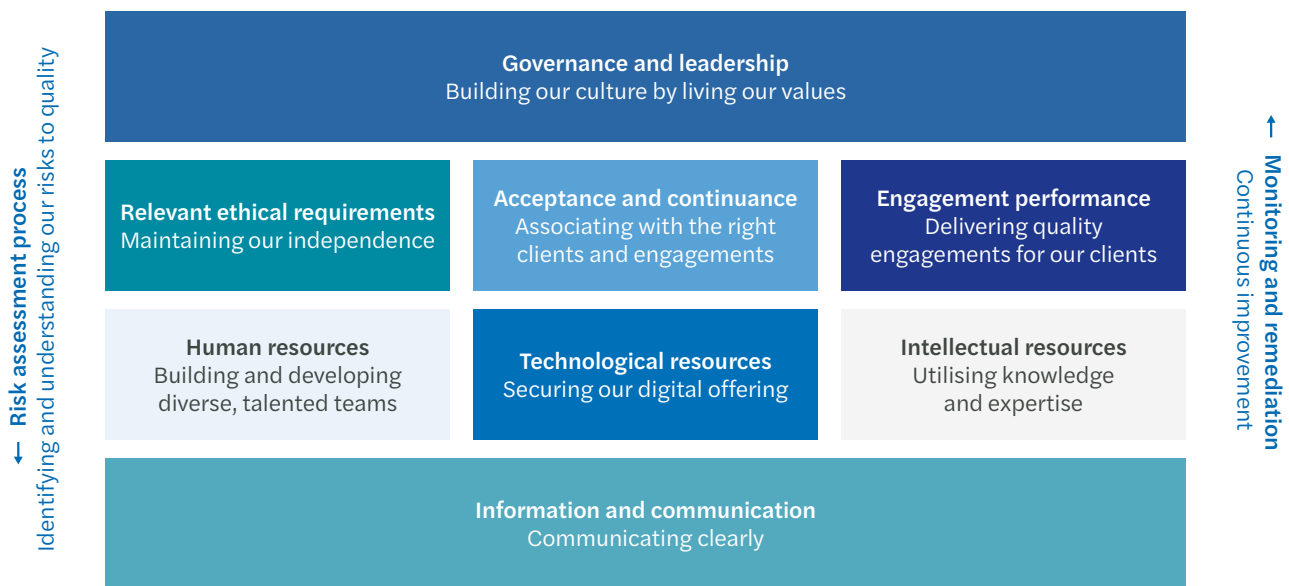 Governance and leadership
Building our culture by living our values
← Risk assessment process
Identifying and understanding our risks to quality
Relevant ethical requirements
Maintaining our independence
Acceptance and continuance
Associating with the right
clients and engagements
Engagement performance
Delivering quality
engagements for our clients
Human resources
Building and developing
diverse, talented teams
Technological resources
Securing our digital offering
Intellectual resources
Utilising knowledge
and expertise
Information and communication
Communicating clearly
← Monitoring and remediation
Continuous improvement